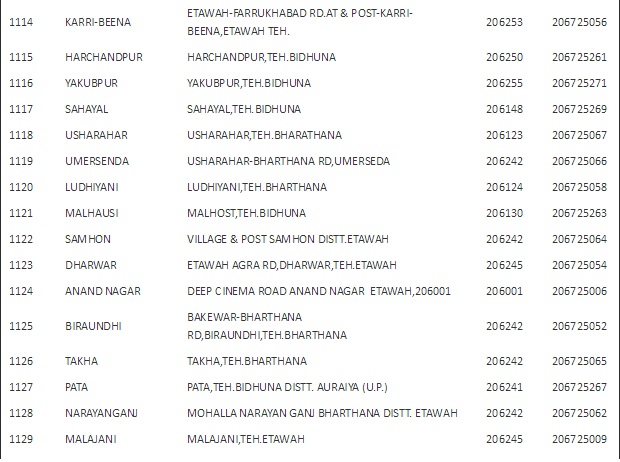 1114 KARRI-BEENA ETAWAH-FARRUKHABAD RD.AT & POST-KARRI- 206253 206725056
BEENA,ETAWAH TEH.
1115 HARCHANDPUR HARCHANDPUR,TEH.BIDHUNA 206250 206725261
1116 YAKUBPUR YAKUBPUR,TEH.BIDHUNA 206255 206725271
1117 SAHAYAL SAHAYAL,TEH.BIDHUNA 206148 206725269
1118 USHARAHAR USHARAHAR,TEH.BHARATHANA 206123 206725067
1119 UMERSENDA USHARAHAR-BHARTHANA RD,UMERSEDA 206242 206725066
1120 LUDHIYANI LUDHIYANI,TEH.BHARTHANA 206124 206725058
1121 MALHAUSI MALHOST,TEH.BIDHUNA 206130 206725263
1122 SAMHON VILLAGE & POST SAMHON DISTT.ETAWAH 206242 206725064
1123 DHARWAR ETAWAH AGRA RD,DHARWAR,TEH.ETAWAH 206245 206725054
1124 ANAND NAGAR DEEP CINEMA ROAD ANAND NAGAR ETAWAH,206001 206001 206725006
1125 BIRAUNDHI BAKEWAR-BHARTHANA 206242 206725052
RD,BIRAUNDHI,TEH.BHARTHANA
1126 TAKHA TAKHA,TEH.BHARTHANA 206242 206725065
1127 PATA PATA,TEH.BIDHUNA DISTT. AURAIYA (U.P.) 206241 206725267
1128 NARAYANGANJ MOHALLA NARAYAN GANJ BHARTHANA DISTT. ETAWAH 206242 206725062
1129 MALAJANI MALAJANI,TEH.ETAWAH 206245 206725009